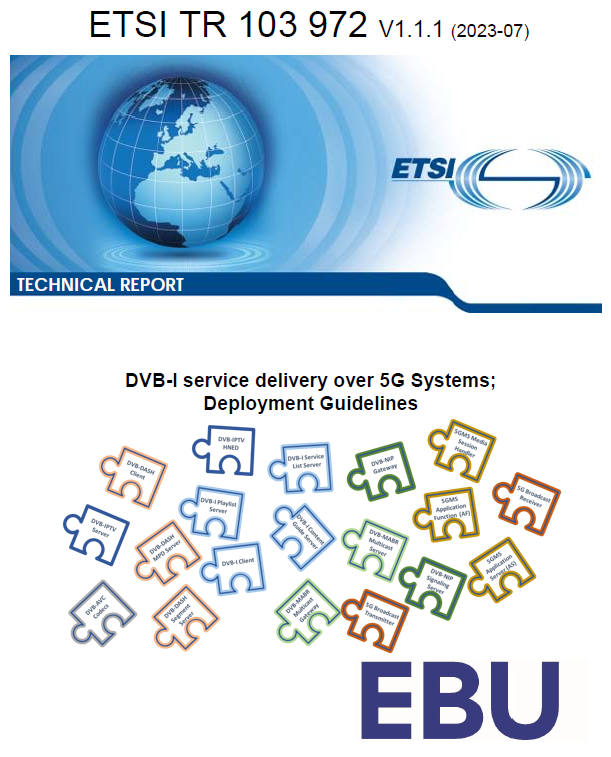 ETSI TR 103 972 V1.1.1 (2023-07)
ETSI
TECHNICAL REPORT
DVB-I service delivery over 5G Systems;
Deployment Guidelines
DVB-DASH
Client
DVB-IPTV
HNED
DVB-I Service
List Server
DVB-NIP
Gateway
5GMS Media
Session
Handler
5G Broadcast
Receiver
DVB-IPTV
Server
DVB-I Playlist
Server
DVB-DASH
MPD Server
DVB-I Client
DVB-I Content
Guide Server
DVB-MABR
Multicast
Server
5GMS
Application
Function (AF)
DVB-NIP
Signaling
Server
5GMS
Application
Server (AS)
DVB-AVC
Codecs
DVB-DASH
Segment
Server
DVB-MABR
Multicast
Gateway
5G Broadcast
Transmitter
EBU